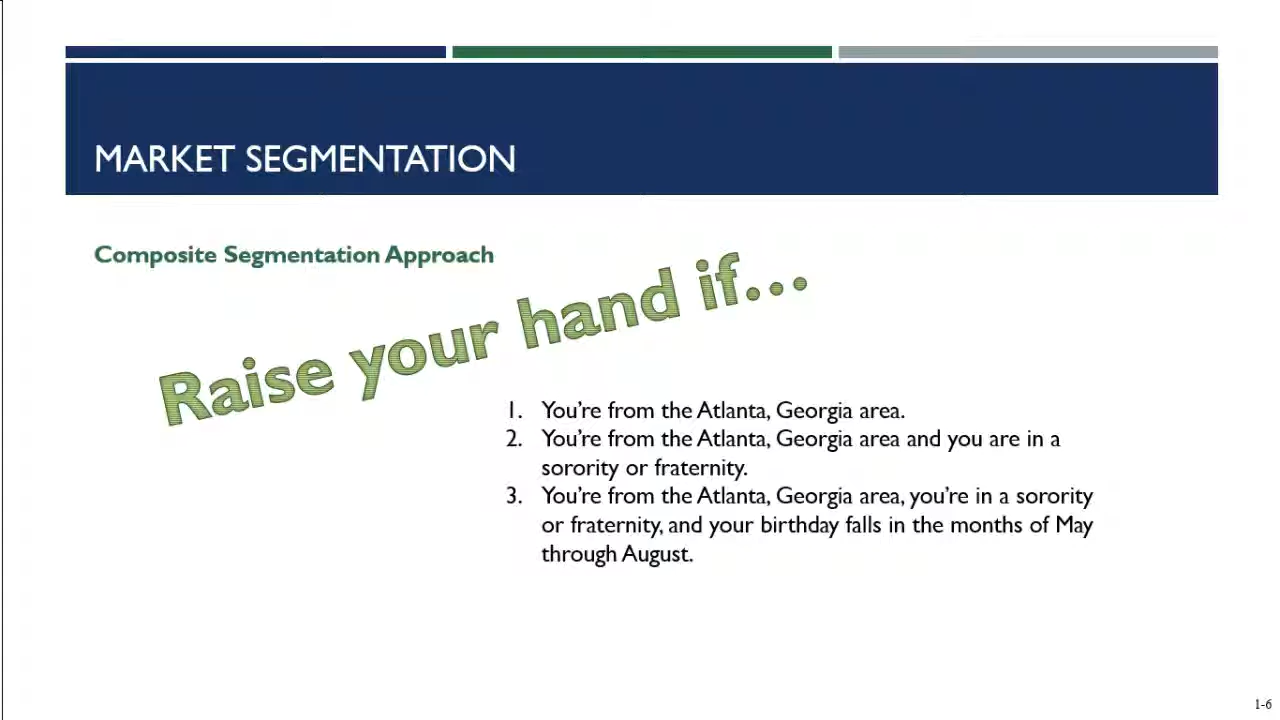 MARKET SEGMENTATION
Composite Segmentation Approach
Raise your hand if...
1. You’re from the Atlanta, Georgia area.
2. You’re from the Atlanta, Georgia area and you are in a
sorority or fraternity.
3. You’re from the Atlanta, Georgia area, you’re in a sorority
or fraternity, and your birthday falls in the months of May
through August.
1-6